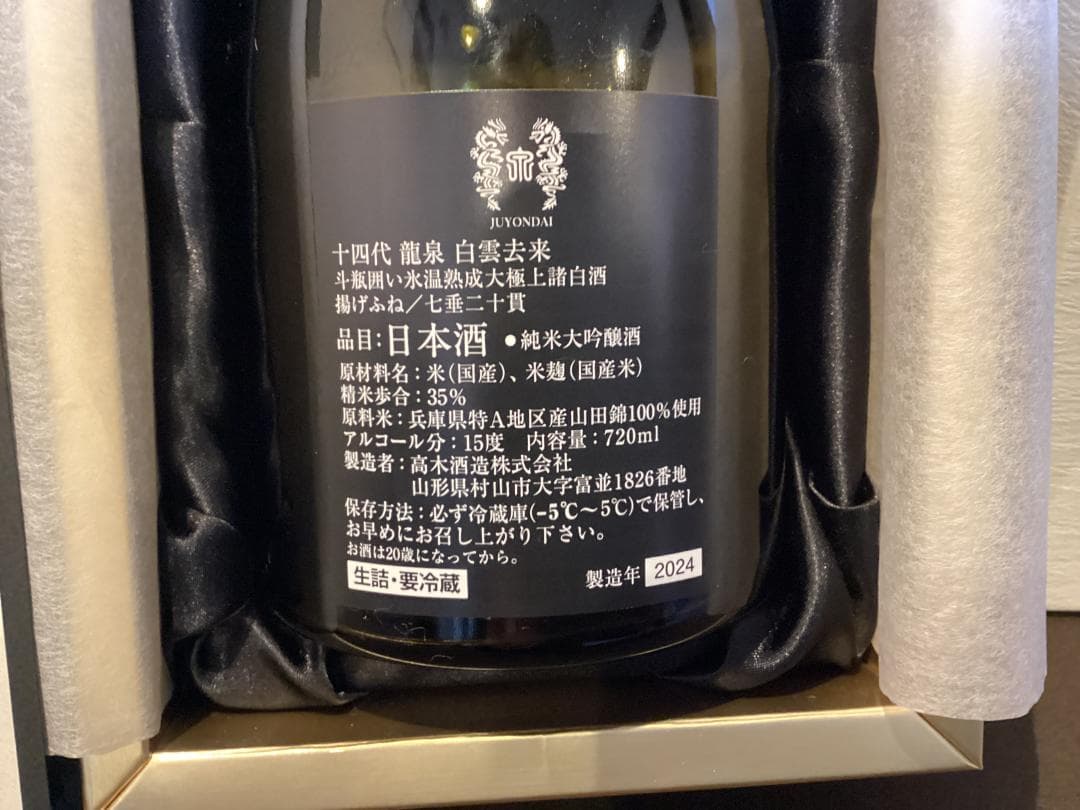 JUYONDAI
十四代 龍泉 白雲去来
斗瓶囲い氷温熟成大極上諸白酒
揚げふね／七垂二十貫
品目：日本酒 ●純米大吟醸酒
原材料名：米（国産）、米麹（国産米）
精米歩合：35％
原料米：兵庫県特A地区産山田錦100％使用
アルコール分：15度 内容量：720ml
製造者：高木酒造株式会社
山形県村山市大字富並1826番地
保存方法：必ず冷蔵庫（−5℃〜5℃）で保管し、
お早めにお召し上がり下さい。
お酒は20歳になってから。
生詰・要冷蔵 製造年 2024